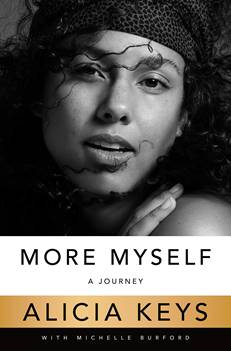 MORE MYSELF
A JOURNEY
ALICIA KEYS
WITH MICHELLE BURFORD